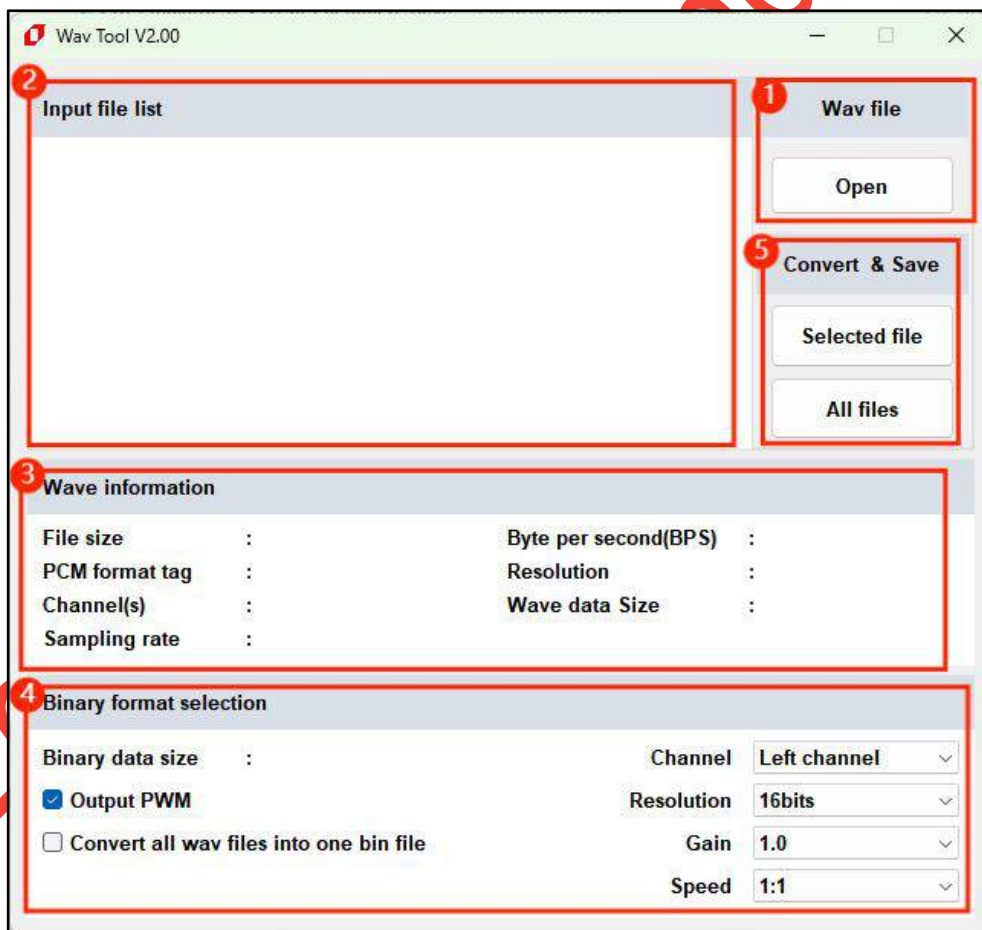 Wav Tool V2.00
2
Input file list
1
Wav file
Open
5
Convert & Save
Selected file
All files
3
Wave information
File size : Byte per second(BPS) :
PCM format tag : Resolution :
Channel(s) : Wave data Size :
Sampling rate :
4
Binary format selection
Binary data size : Channel Left channel
Output PWM Resolution 16bits
Convert all wav files into one bin file Gain 1.0
Speed 1:1